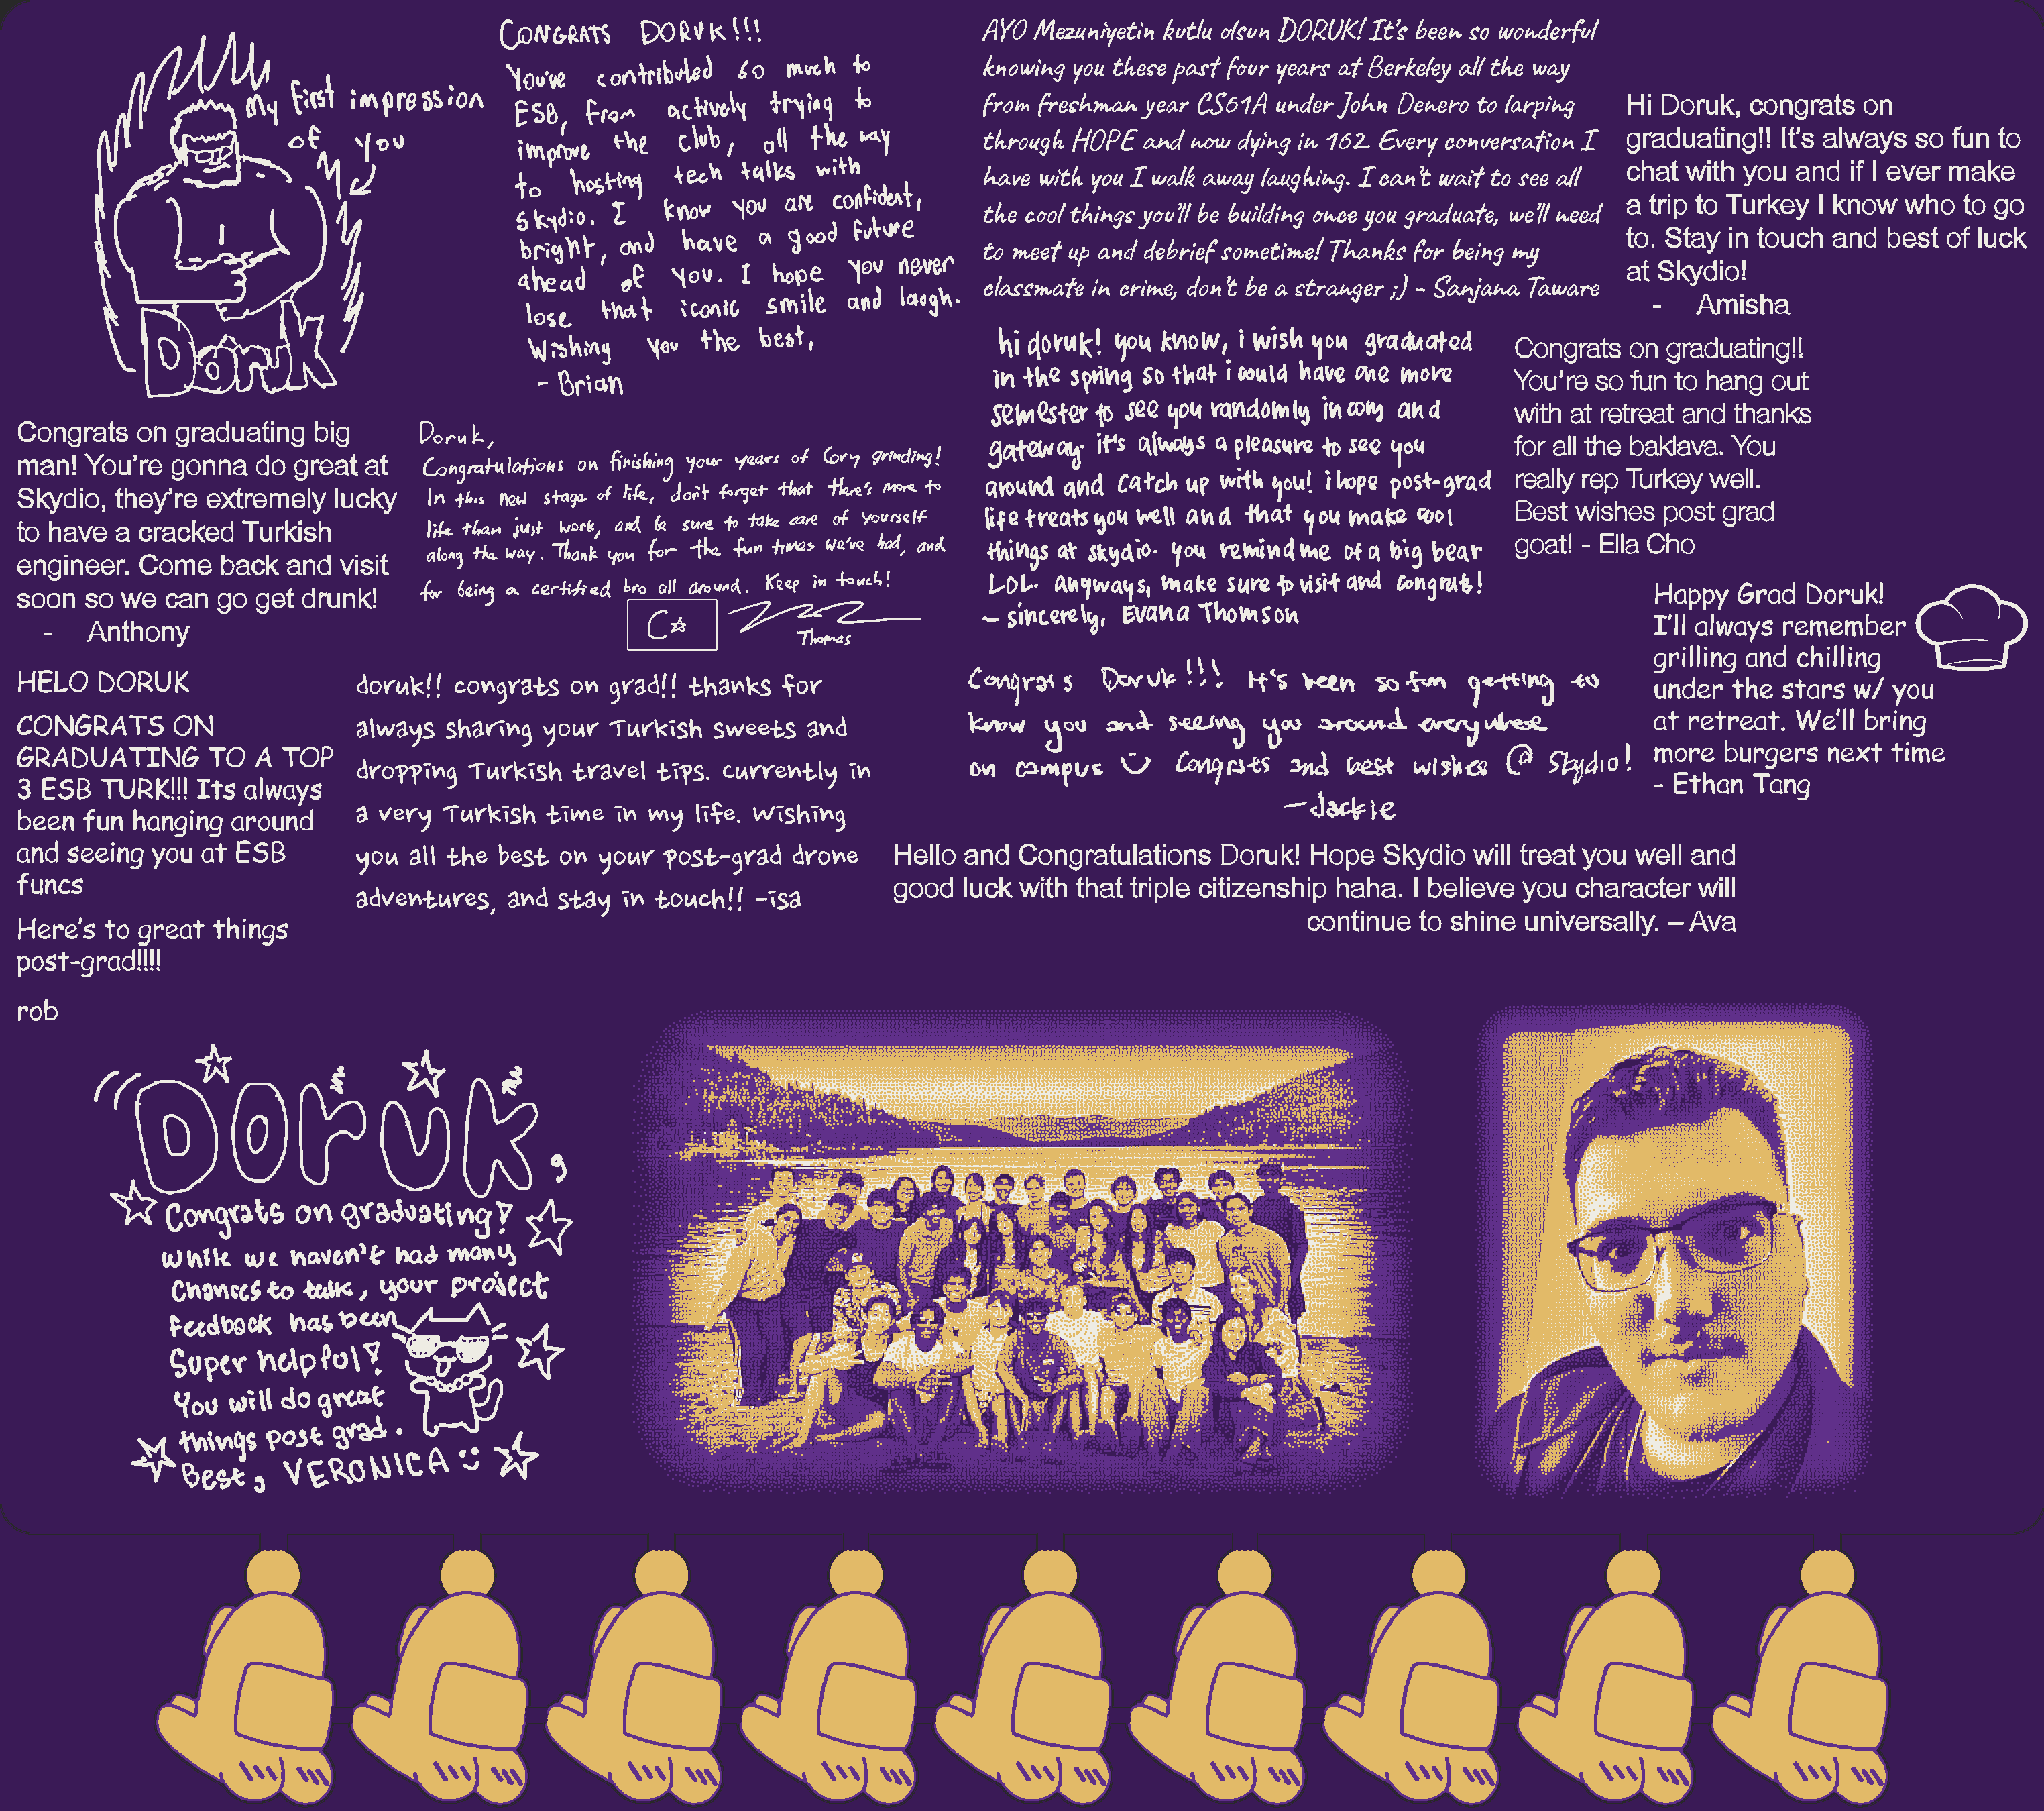 My first impression
of you
Doruk
CONGRATS DORUK!!!
You've contributed so much to
ESB, from actively trying to
improve the club, all the way
to hosting tech talks with
Skydio. I know you are confident,
bright, and have a good future
ahead of you. I hope you never
lose that iconic smile and laugh.
Wishing you the best,
- Brian
AYO Mezuniyetin kutlu olsun DORUK! It's been so wonderful
knowing you these past four years at Berkeley all the way
from freshman year CS61A under John Denero to larping
through HOPE and now dying in 162. Every conversation I
have with you I walk away laughing. I can't wait to see all
the cool things you'll be building once you graduate, we'll need
to meet up and debrief sometime! Thanks for being my
classmate in crime, don't be a stranger ;) - Sanjana Taware
Hi Doruk, congrats on
graduating!! It's always so fun to
chat with you and if I ever make
a trip to Turkey I know who to go
to. Stay in touch and best of luck
at Skydio!
- Amisha
hi doruk! you know, i wish you graduated
in the spring so that i could have one more
semester to see you randomly in cory and
gateway. it's always a pleasure to see you
around and catch up with you! i hope post-grad
life treats you well and that you make cool
things at skydio. you remind me of a big bear
LOL. anyways, make sure to visit and congrats!
- sincerely, Evana Thomson
Congrats on graduating!!
You're so fun to hang out
with at retreat and thanks
for all the baklava. You
really rep Turkey well.
Best wishes post grad
goat! - Ella Cho
Congrats on graduating big
man! You're gonna do great at
Skydio, they're extremely lucky
to have a cracked Turkish
engineer. Come back and visit
soon so we can go get drunk!
- Anthony
Doruk,
Congratulations on finishing your years of Cory grinding!
In this new stage of life, don't forget that there's more to
life than just work, and be sure to take care of yourself
along the way. Thank you for the fun times we've had, and
for being a certified bro all around. Keep in touch!
Thomas
Happy Grad Doruk!
I'll always remember
grilling and chilling
under the stars w/ you
at retreat. We'll bring
more burgers next time
- Ethan Tang
HELO DORUK
CONGRATS ON
GRADUATING TO A TOP
3 ESB TURK!!! Its always
been fun hanging around
and seeing you at ESB
funcs
Here's to great things
post-grad!!!!
rob
doruk!! congrats on grad!! thanks for
always sharing your Turkish sweets and
dropping Turkish travel tips. currently in
a very Turkish time in my life. wishing
you all the best on your post-grad drone
adventures, and stay in touch!! -isa
Congrats Doruk!!! It's been so fun getting to
know you and seeing you around everywhere
on campus Congrats and best wishes @ Skydio!
- Jackie
Hello and Congratulations Doruk! Hope Skydio will treat you well and
good luck with that triple citizenship haha. I believe you character will
continue to shine universally. – Ava
DORUK,
Congrats on graduating!
While we haven't had many
chances to talk, your project
feedback has been
super helpful!
You will do great
things post grad.
Best, VERONICA :)